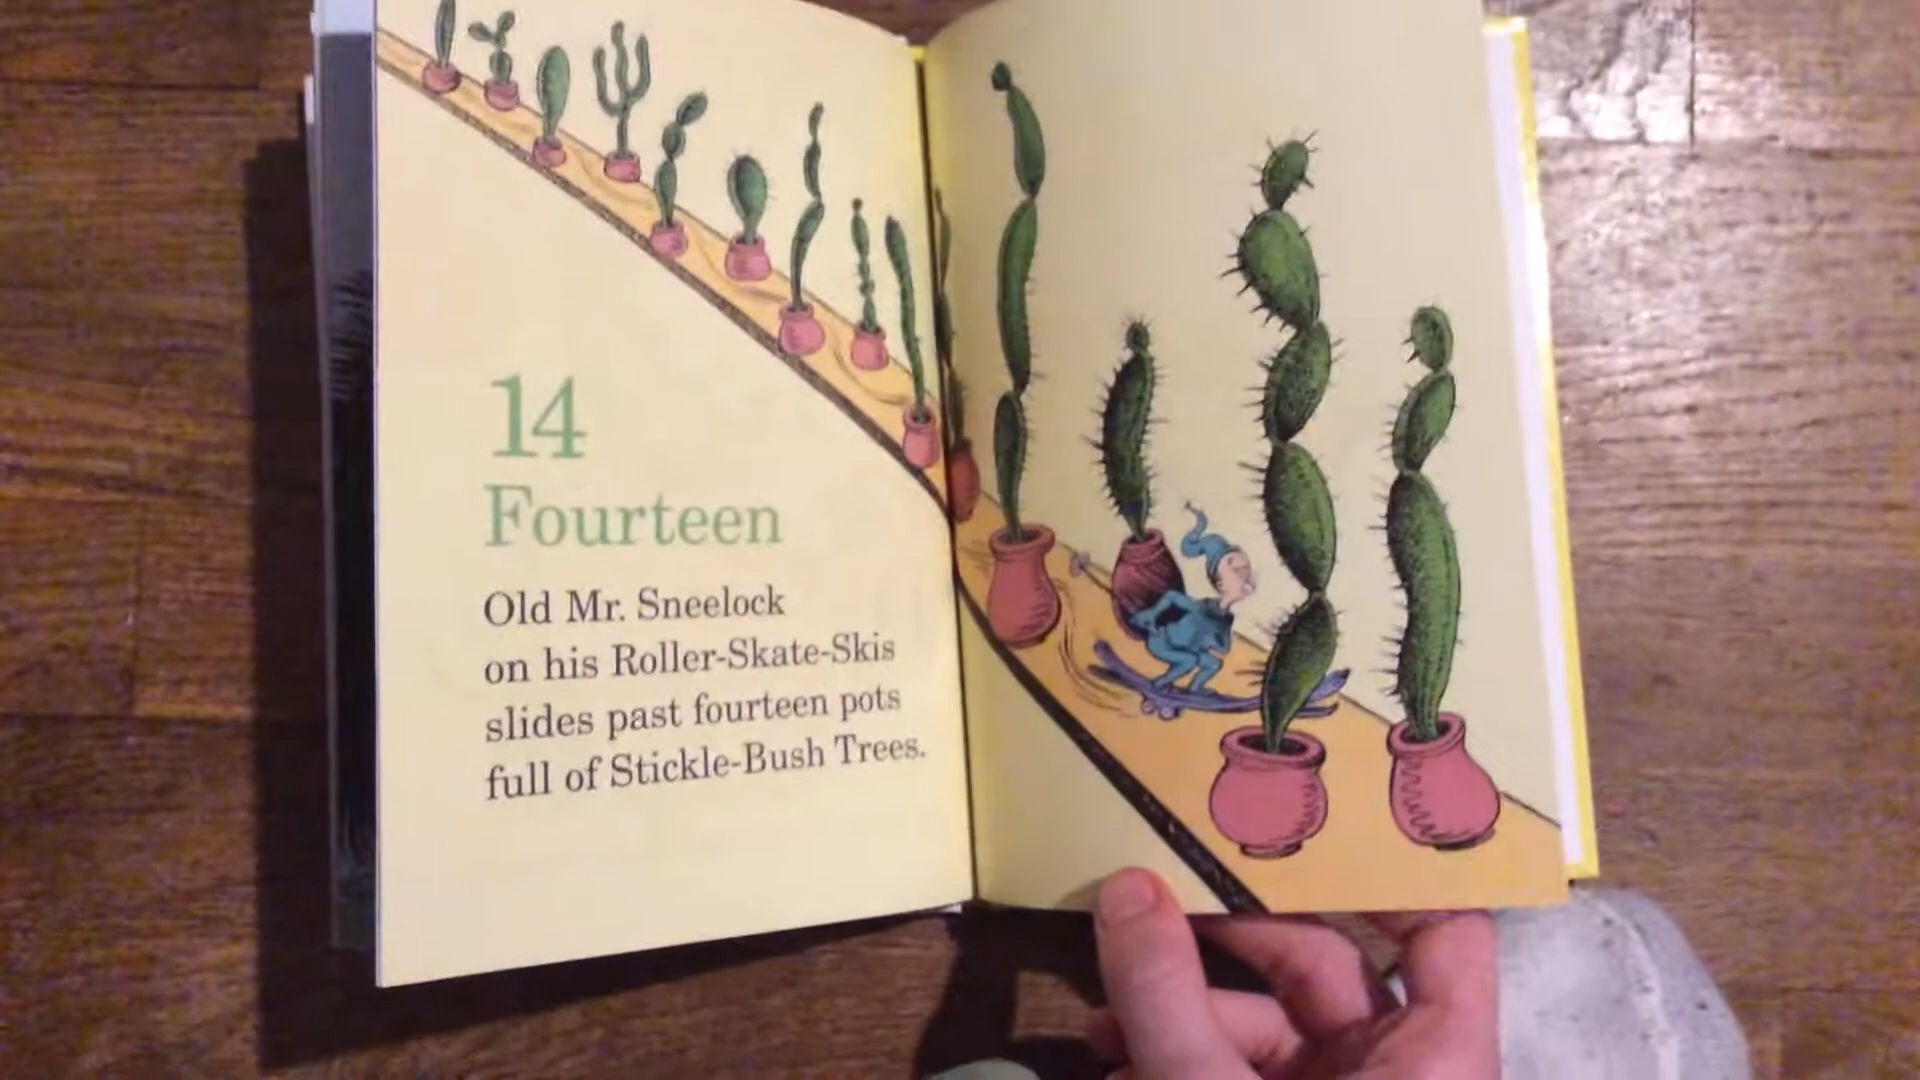 14
Fourteen
Old Mr. Sneelock
on his Roller-Skate-Skis
slides past fourteen pots
full of Stickle-Bush Trees.